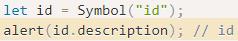 let id = Symbol("id");
alert(id.description); // id